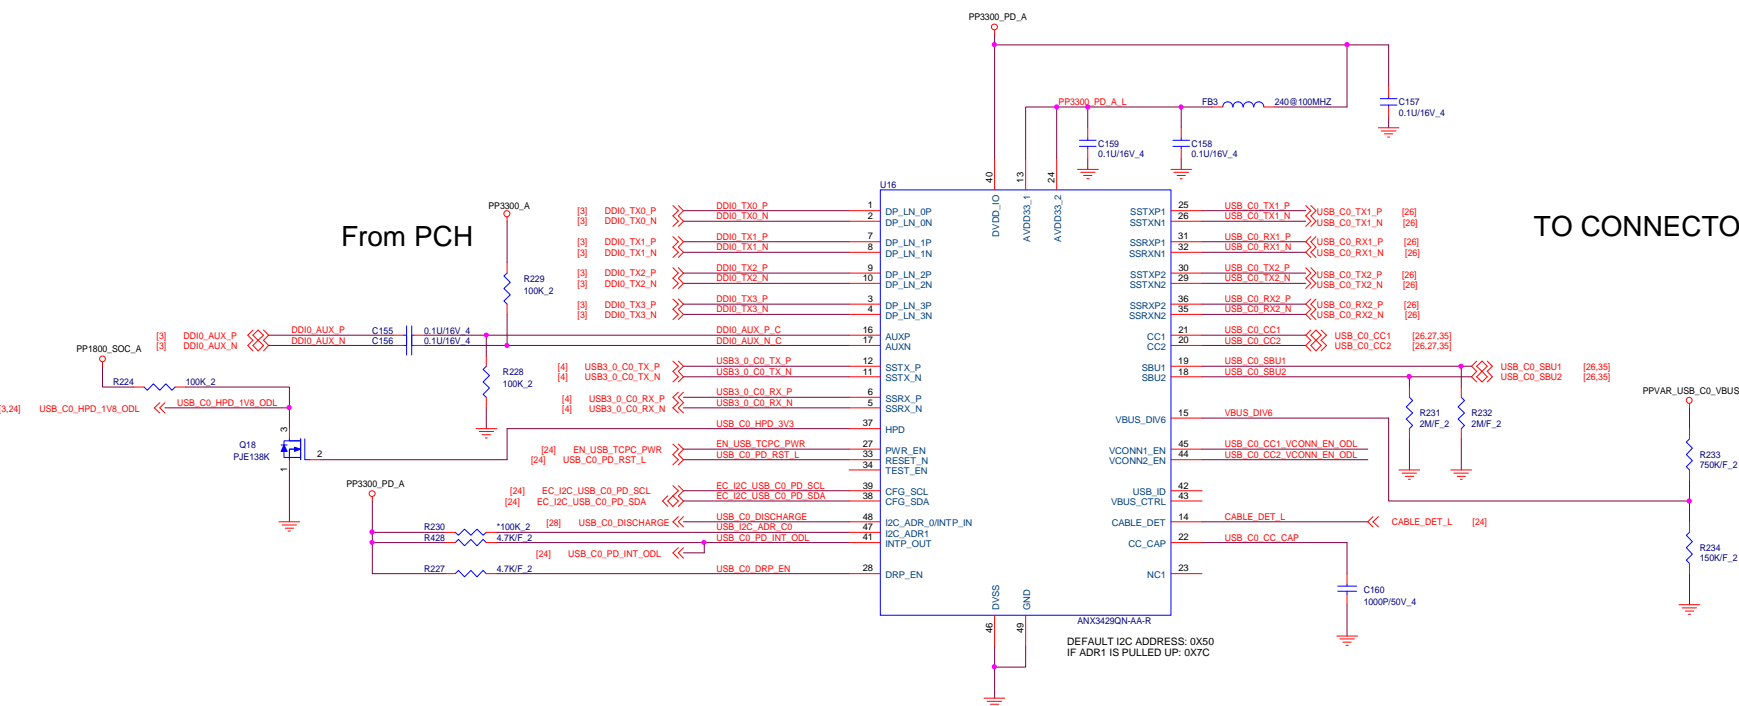 PP3300_PD_A
PP3300_PD_A_L
FB3
240@100MHZ
C157
0.1U/16V_4
C159
0.1U/16V_4
C158
0.1U/16V_4
From PCH
TO CONNECTO
PP3300_A
R229
100K_2
R228
100K_2
[3] DDI0_TX0_P DDI0_TX0_P 1 DP_LN_0P
[3] DDI0_TX0_N DDI0_TX0_N 2 DP_LN_0N
[3] DDI0_TX1_P DDI0_TX1_P 7 DP_LN_1P
[3] DDI0_TX1_N DDI0_TX1_N 8 DP_LN_1N
[3] DDI0_TX2_P DDI0_TX2_P 9 DP_LN_2P
[3] DDI0_TX2_N DDI0_TX2_N 10 DP_LN_2N
[3] DDI0_TX3_P DDI0_TX3_P 3 DP_LN_3P
[3] DDI0_TX3_N DDI0_TX3_N 4 DP_LN_3N
[3] DDI0_AUX_P DDI0_AUX_P C155 0.1U/16V_4 DDI0_AUX_P_C 16 AUXP
[3] DDI0_AUX_N DDI0_AUX_N C156 0.1U/16V_4 DDI0_AUX_N_C 17 AUXN
[4] USB3_0_C0_TX_P USB3_0_C0_TX_P 12 SSTX_P
[4] USB3_0_C0_TX_N USB3_0_C0_TX_N 11 SSTX_N
[4] USB3_0_C0_RX_P USB3_0_C0_RX_P 6 SSRX_P
[4] USB3_0_C0_RX_N USB3_0_C0_RX_N 5 SSRX_N
USB_C0_HPD_3V3 37 HPD
[24] EN_USB_TCPC_PWR EN_USB_TCPC_PWR 27 PWR_EN
[24] USB_C0_PD_RST_L USB_C0_PD_RST_L 33 RESET_N
34 TEST_EN
[24] EC_I2C_USB_C0_PD_SCL EC_I2C_USB_C0_PD_SCL 39 CFG_SCL
[24] EC_I2C_USB_C0_PD_SDA EC_I2C_USB_C0_PD_SDA 38 CFG_SDA
[28] USB_C0_DISCHARGE USB_C0_DISCHARGE 48 I2C_ADR_0/INTP_IN
R230 *100K_2 USB_I2C_ADR_C0 47 I2C_ADR1
R428 4.7K/F_2 USB_C0_PD_INT_ODL 41 INTP_OUT
[24] USB_C0_PD_INT_ODL
R227 4.7K/F_2 USB_C0_DRP_EN 28 DRP_EN
PP3300_PD_A
PP1800_SOC_A
R224 100K_2
3,24] USB_C0_HPD_1V8_ODL USB_C0_HPD_1V8_ODL
Q18
PJE138K
3
2
1
U16
40 DVDD_IO
13 AVDD33_1
24 AVDD33_2
46 DVSS
49 GND
SSTXP1 25 USB_C0_TX1_P USB_C0_TX1_P [26]
SSTXN1 26 USB_C0_TX1_N USB_C0_TX1_N [26]
SSRXP1 31 USB_C0_RX1_P USB_C0_RX1_P [26]
SSRXN1 32 USB_C0_RX1_N USB_C0_RX1_N [26]
SSTXP2 30 USB_C0_TX2_P USB_C0_TX2_P [26]
SSTXN2 29 USB_C0_TX2_N USB_C0_TX2_N [26]
SSRXP2 36 USB_C0_RX2_P USB_C0_RX2_P [26]
SSRXN2 35 USB_C0_RX2_N USB_C0_RX2_N [26]
CC1 21 USB_C0_CC1 USB_C0_CC1 [26,27,35]
CC2 20 USB_C0_CC2 USB_C0_CC2 [26,27,35]
SBU1 19 USB_C0_SBU1 USB_C0_SBU1 [26,35]
SBU2 18 USB_C0_SBU2 USB_C0_SBU2 [26,35]
VBUS_DIV6 15 VBUS_DIV6
VCONN1_EN 45 USB_C0_CC1_VCONN_EN_ODL
VCONN2_EN 44 USB_C0_CC2_VCONN_EN_ODL
USB_ID 42
VBUS_CTRL 43
CABLE_DET 14 CABLE_DET_L CABLE_DET_L [24]
CC_CAP 22 USB_C0_CC_CAP
NC1 23
R231
2M/F_2
R232
2M/F_2
PPVAR_USB_C0_VBUS
R233
750K/F_2
R234
150K/F_2
C160
1000P/50V_4
ANX3429QN-AA-R
DEFAULT I2C ADDRESS: 0X50
IF ADR1 IS PULLED UP: 0X7C